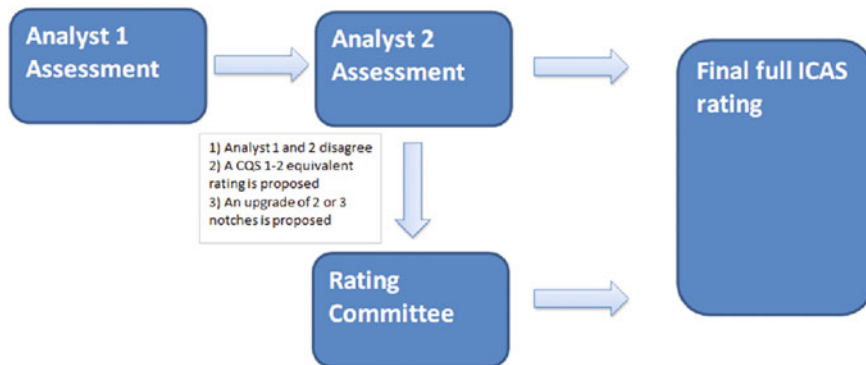 Analyst 1
Assessment
Analyst 2
Assessment
Final full ICAS
rating
1) Analyst 1 and 2 disagree
2) A CQS 1-2 equivalent
rating is proposed
3) An upgrade of 2 or 3
notches is proposed
Rating
Committee